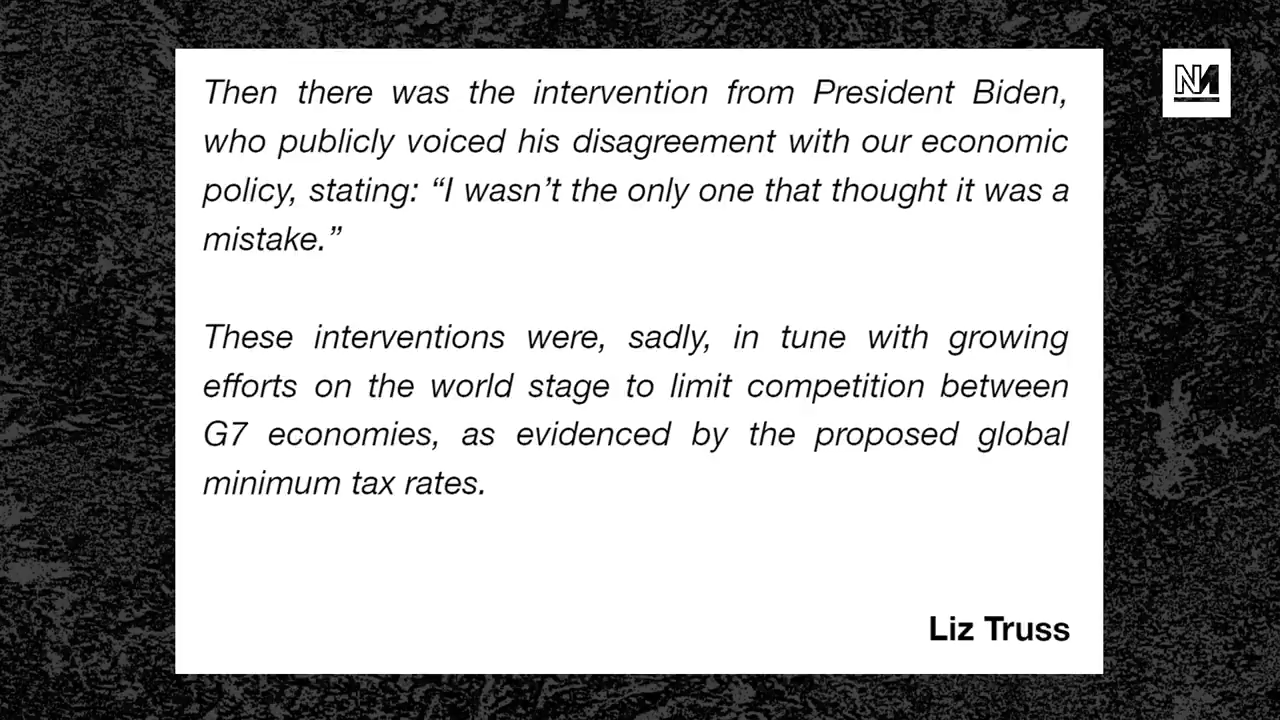 Then there was the intervention from President Biden,
who publicly voiced his disagreement with our economic
policy, stating: “I wasn’t the only one that thought it was a
mistake.”
These interventions were, sadly, in tune with growing
efforts on the world stage to limit competition between
G7 economies, as evidenced by the proposed global
minimum tax rates.
Liz Truss
NM